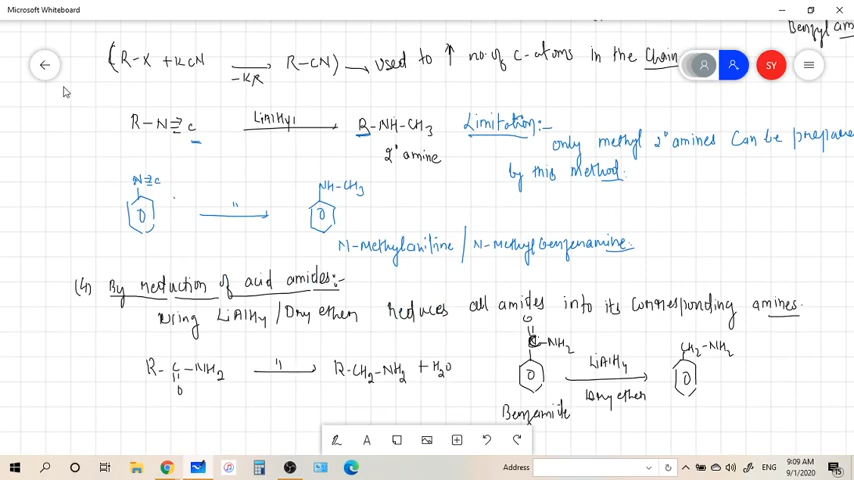 Microsoft Whiteboard
Benzyl am
(R-X + KCN → R-CN) → used to ↑ no. of C-atoms in the Chain
-KX
SY
R-N≡C LiAlH4 → R-NH-CH3 Limitation:-
2° amine
only methyl 2° amines can be prepare
by this method.
N≡C NH-CH3
" →
N-Methylaniline / N-Methylbenzenamine
(4) By reduction of acid amides:-
Using LiAlH4 / Dry ether reduces all amides into its corresponding amines.
R-C-NH2 " → R-CH2-NH2 + H2O
O
O
C-NH2 LiAlH4 → CH2-NH2
Dry ether
Benzamide
Address
ENG
9:09 AM
9/1/2020
15